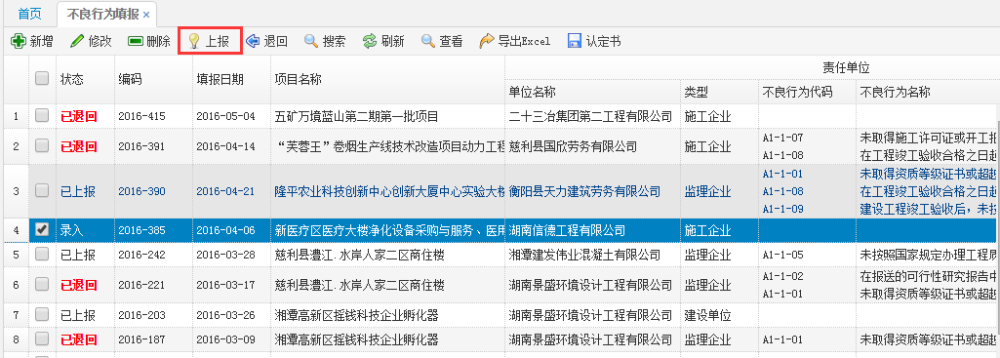 首页 不良行为填报 ×
新增 修改 删除 上报 退回 搜索 刷新 查看 导出Excel 认定书
责任单位
状态 编码 填报日期 项目名称
单位名称 类型 不良行为代码 不良行为名称
1 已退回 2016-415 2016-05-04 五矿万境蓝山第二期第一批项目 二十三冶集团第二工程有限公司 施工企业
2 已退回 2016-391 2016-04-14 “芙蓉王”卷烟生产线技术改造项目动力工程 慈利县国欣劳务有限公司 施工企业 A1-1-07 未取得施工许可证或开工报
A1-1-08 在工程竣工验收合格之日起
3 已上报 2016-390 2016-04-21 隆平农业科技创新中心创新大厦中心实验大楼 衡阳县天力建筑劳务有限公司 监理企业 A1-1-01 未取得资质等级证书或超越
A1-1-08 在工程竣工验收合格之日起
A1-1-09 建设工程竣工验收后，未按
4 录入 2016-385 2016-04-06 新医疗区医疗大楼净化设备采购与服务、医用 湖南信德工程有限公司 施工企业
5 已上报 2016-242 2016-03-28 慈利县澧江.水岸人家二区商住楼 湘潭建发伟业混凝土有限公司 监理企业 A1-1-05 未按照国家规定办理工程质
6 已退回 2016-221 2016-03-17 慈利县澧江.水岸人家二区商住楼 湖南景盛环境设计工程有限公司 监理企业 A1-1-02 在报送的可行性研究报告中
A1-1-01 未取得资质等级证书或超越
7 已上报 2016-203 2016-03-26 湘潭高新区摇钱科技企业孵化器 湖南景盛环境设计工程有限公司 建设单位
8 已退回 2016-187 2016-03-09 湘潭高新区摇钱科技企业孵化器 湖南景盛环境设计工程有限公司 监理企业 A1-1-01 未取得资质等级证书或超越